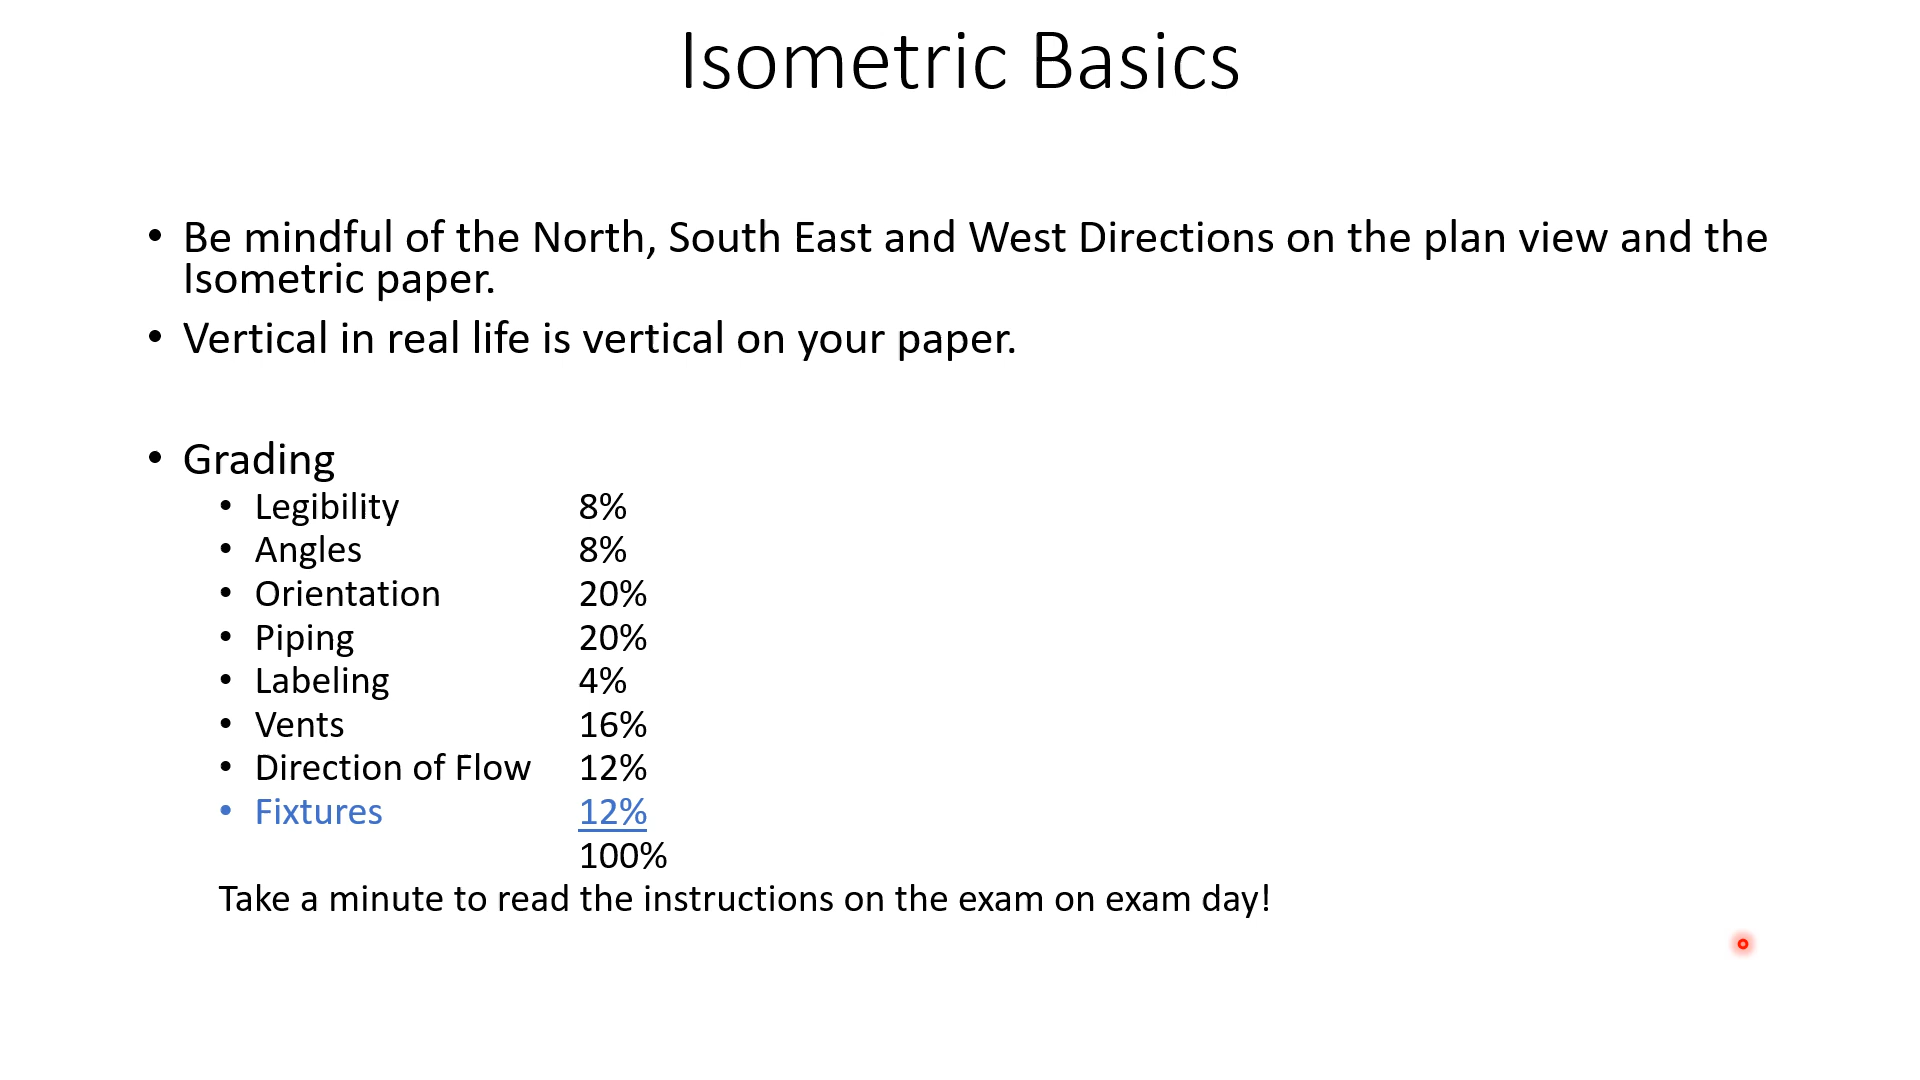 Isometric Basics
• Be mindful of the North, South East and West Directions on the plan view and the
Isometric paper.
• Vertical in real life is vertical on your paper.
• Grading
• Legibility 8%
• Angles 8%
• Orientation 20%
• Piping 20%
• Labeling 4%
• Vents 16%
• Direction of Flow 12%
• Fixtures 12%
100%
Take a minute to read the instructions on the exam on exam day!